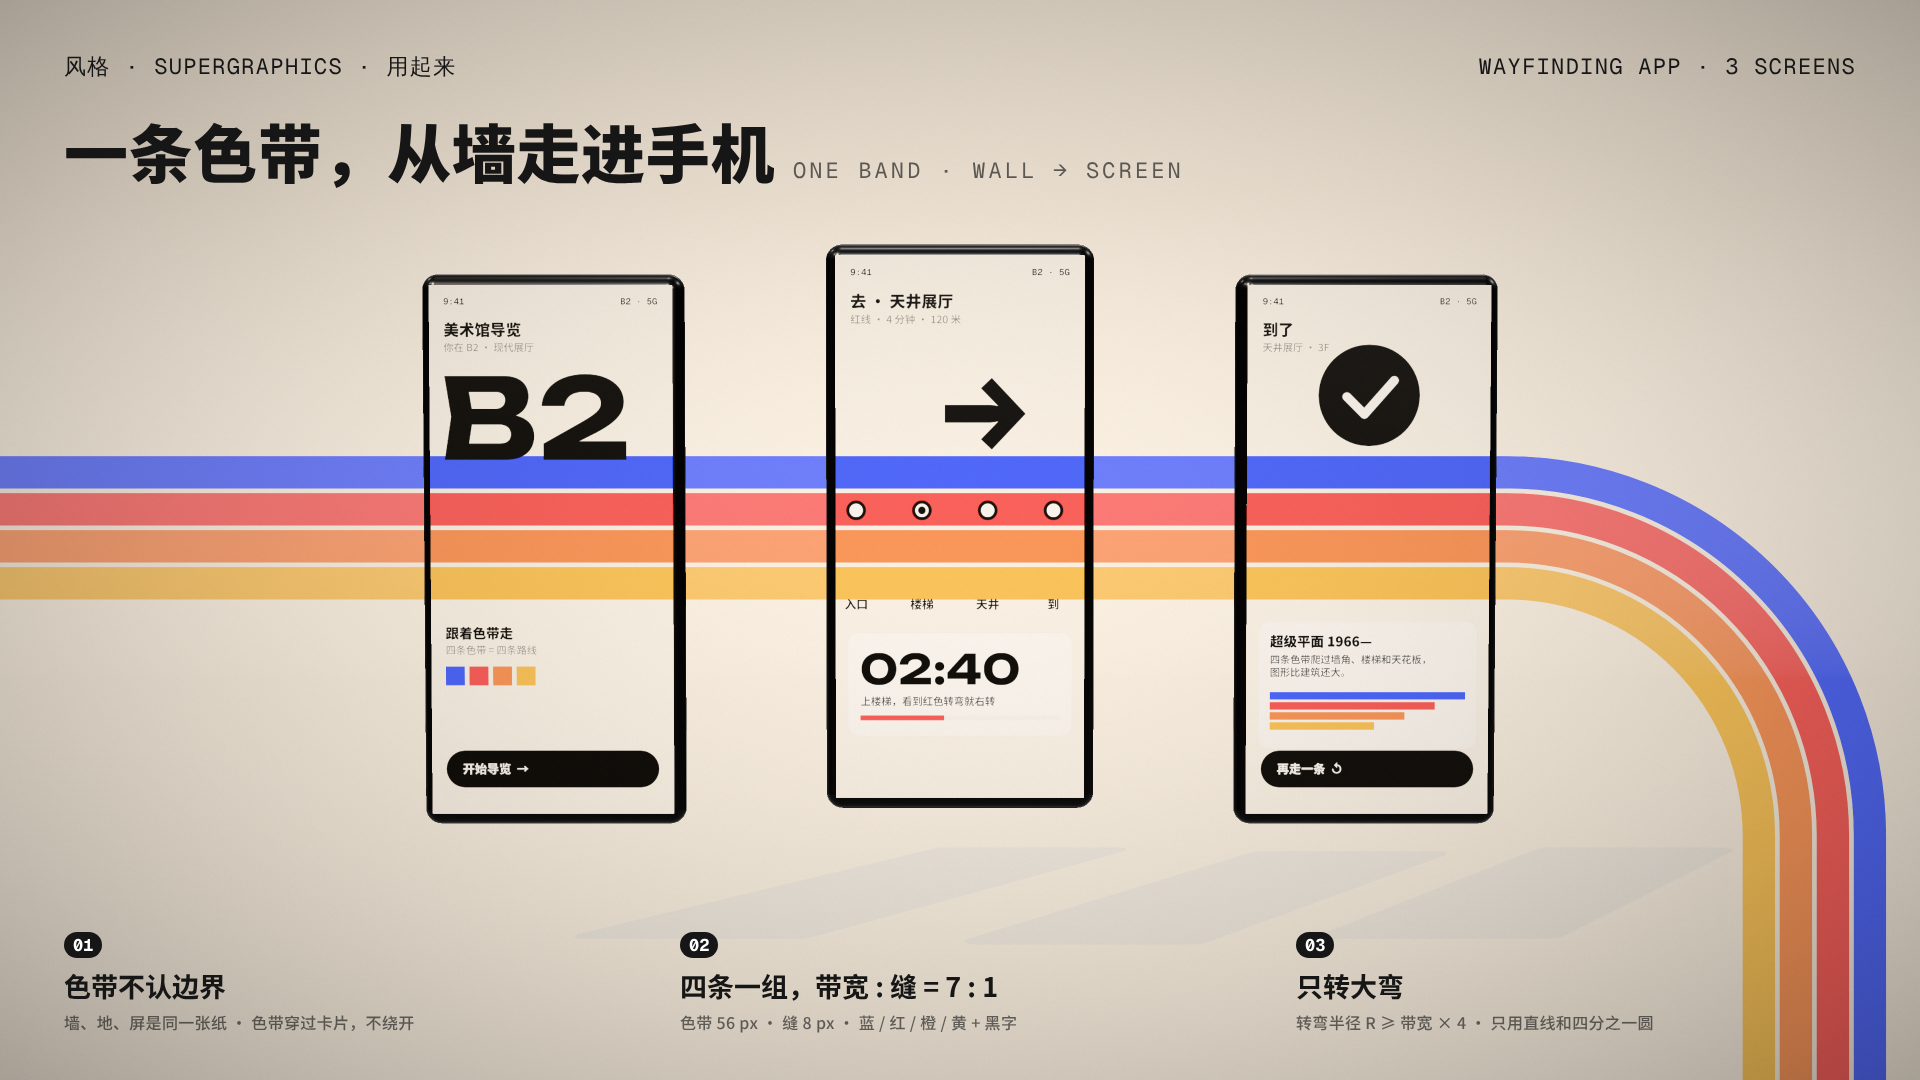 风格 · SUPERGRAPHICS · 用起来
WAYFINDING APP · 3 SCREENS
一条色带，从墙走进手机 ONE BAND · WALL → SCREEN
9:41 B2 · 5G
美术馆导览
你在 B2 · 现代展厅
B2
跟着色带走
四条色带 = 四条路线
开始导览 →
9:41 B2 · 5G
去 · 天井展厅
红线 · 4 分钟 · 120 米
→
入口 楼梯 天井 到
02:40
上楼梯，看到红色转弯就右转
9:41 B2 · 5G
到了
天井展厅 · 3F
超级平面 1966—
四条色带爬过墙角、楼梯和天花板，
图形比建筑还大。
再走一条 ↺
01
色带不认边界
墙、地、屏是同一张纸 · 色带穿过卡片，不绕开
02
四条一组，带宽 : 缝 = 7 : 1
色带 56 px · 缝 8 px · 蓝 / 红 / 橙 / 黄 + 黑字
03
只转大弯
转弯半径 R ⩾ 带宽 × 4 · 只用直线和四分之一圆